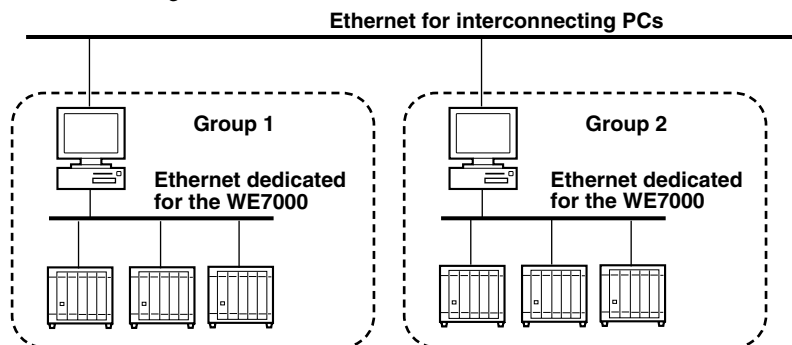 Ethernet for interconnecting PCs
Group 1
Group 2
Ethernet dedicated
for the WE7000
Ethernet dedicated
for the WE7000